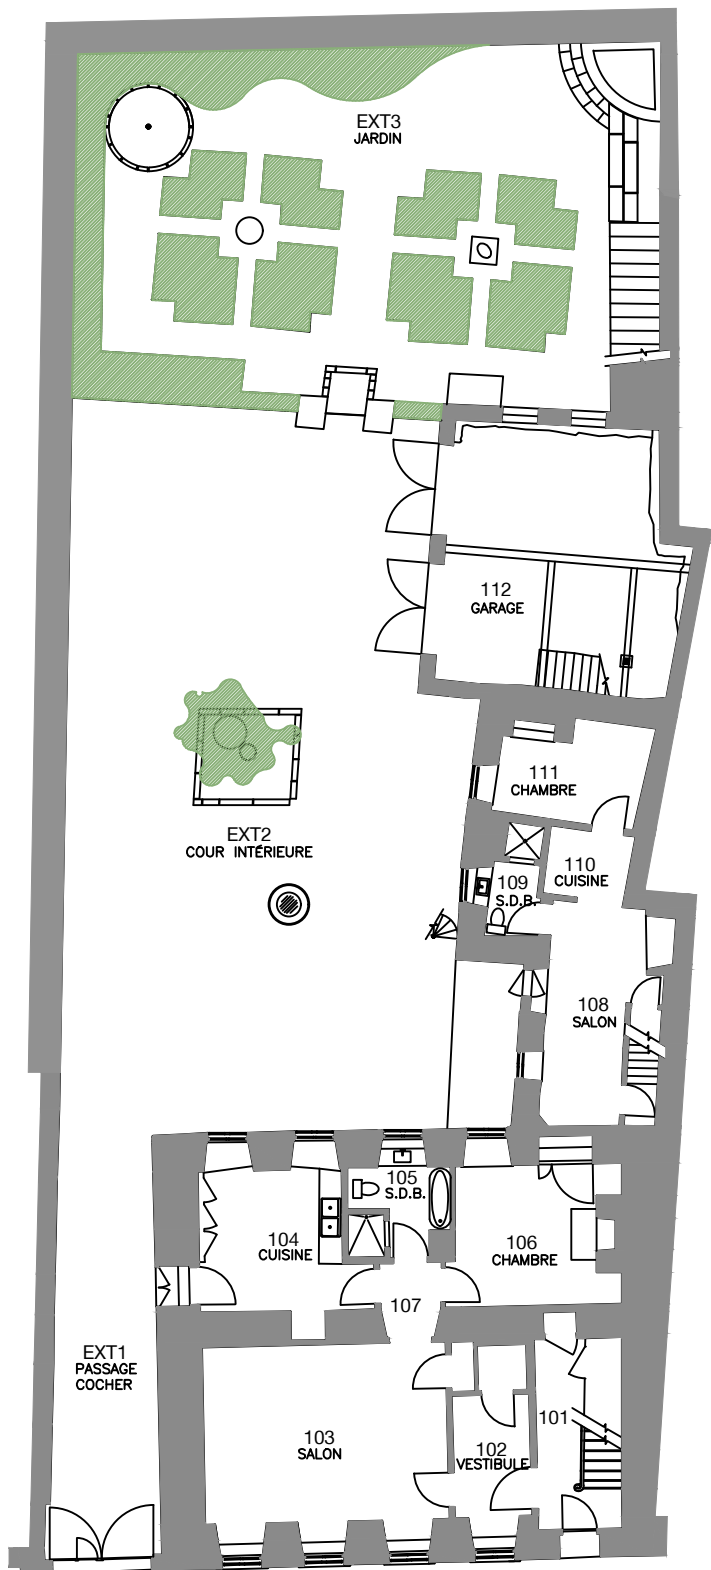 EXT3
JARDIN
112
GARAGE
111
CHAMBRE
EXT2
COUR INTÉRIEURE
110
CUISINE
109
S.D.B.
108
SALON
105
S.D.B.
104
CUISINE
106
CHAMBRE
107
EXT1
PASSAGE
COCHER
103
SALON
101
102
VESTIBULE